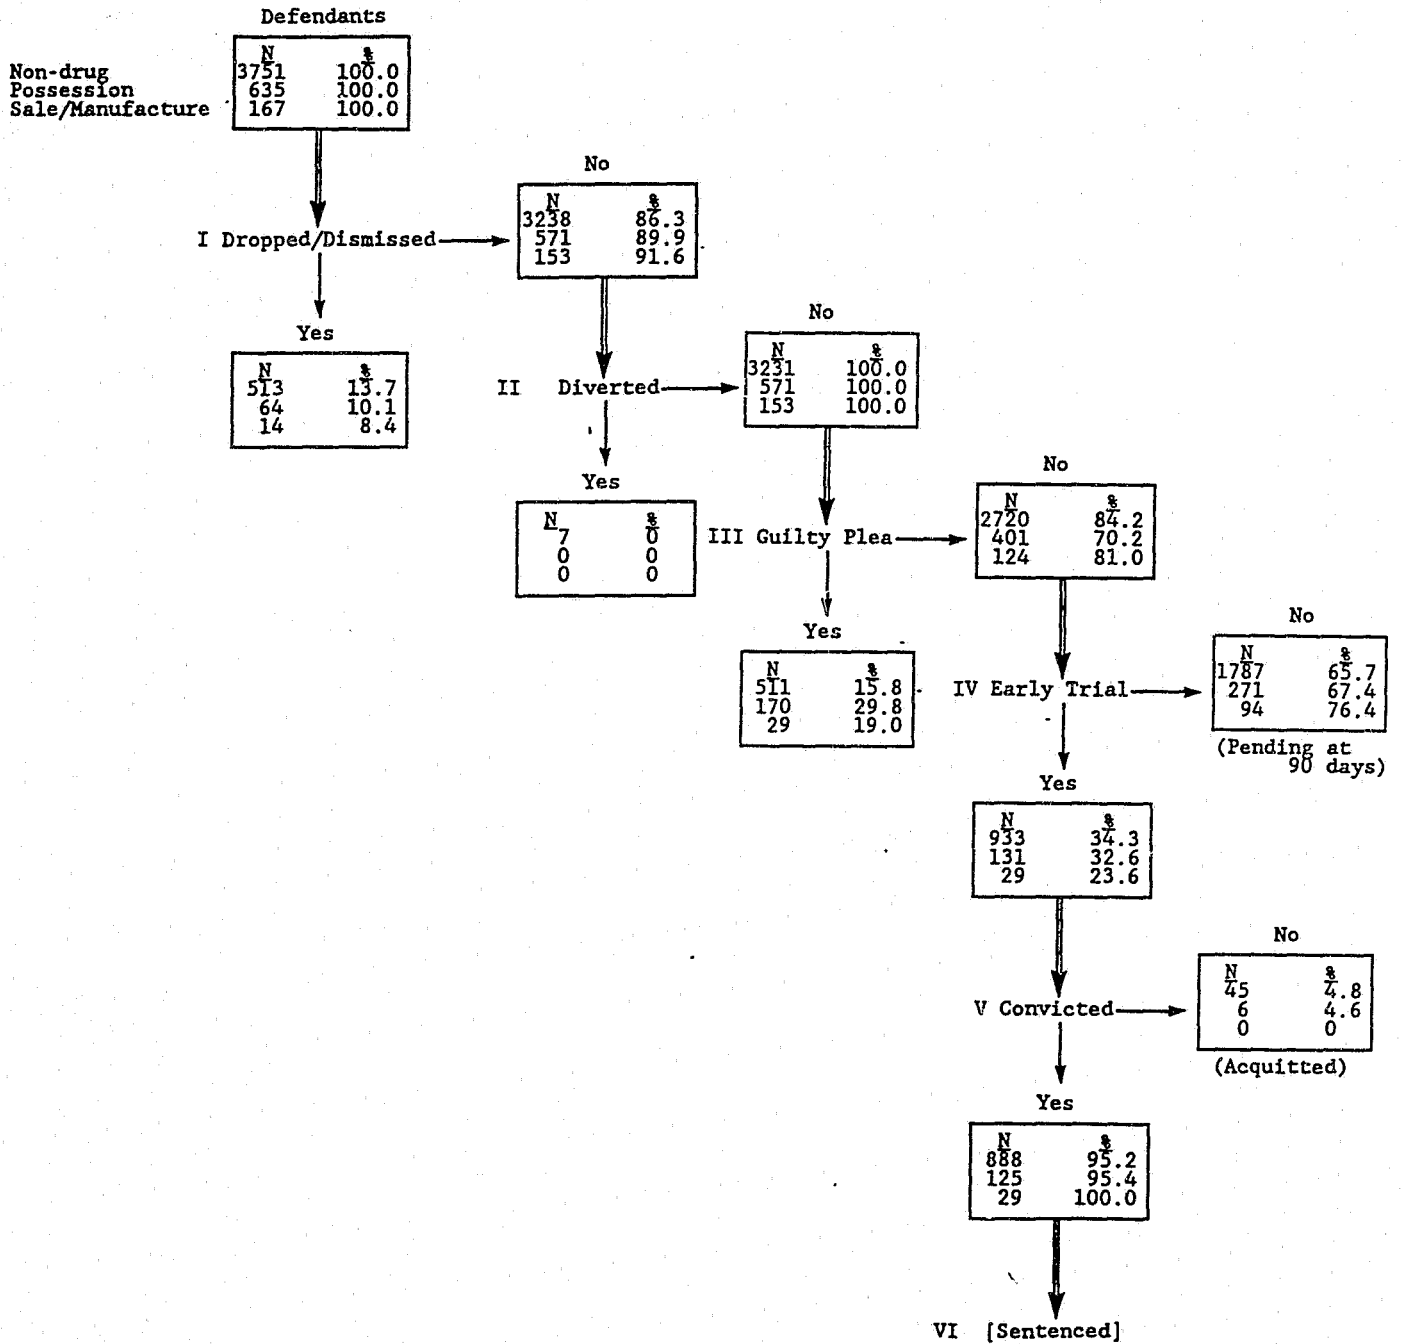 Defendants
N %
Non-drug 3751 100.0
Possession 635 100.0
Sale/Manufacture 167 100.0
No
N %
3238 86.3
571 89.9
153 91.6
I Dropped/Dismissed
Yes
N %
513 13.7
64 10.1
14 8.4
No
N %
3231 100.0
571 100.0
153 100.0
II Diverted
Yes
N %
7 0
0 0
0 0
No
N %
2720 84.2
401 70.2
124 81.0
III Guilty Plea
Yes
N %
511 15.8
170 29.8
29 19.0
No
N %
1787 65.7
271 67.4
94 76.4
(Pending at
90 days)
IV Early Trial
Yes
N %
933 34.3
131 32.6
29 23.6
No
N %
45 4.8
6 4.6
0 0
(Acquitted)
V Convicted
Yes
N %
888 95.2
125 95.4
29 100.0
VI [Sentenced]